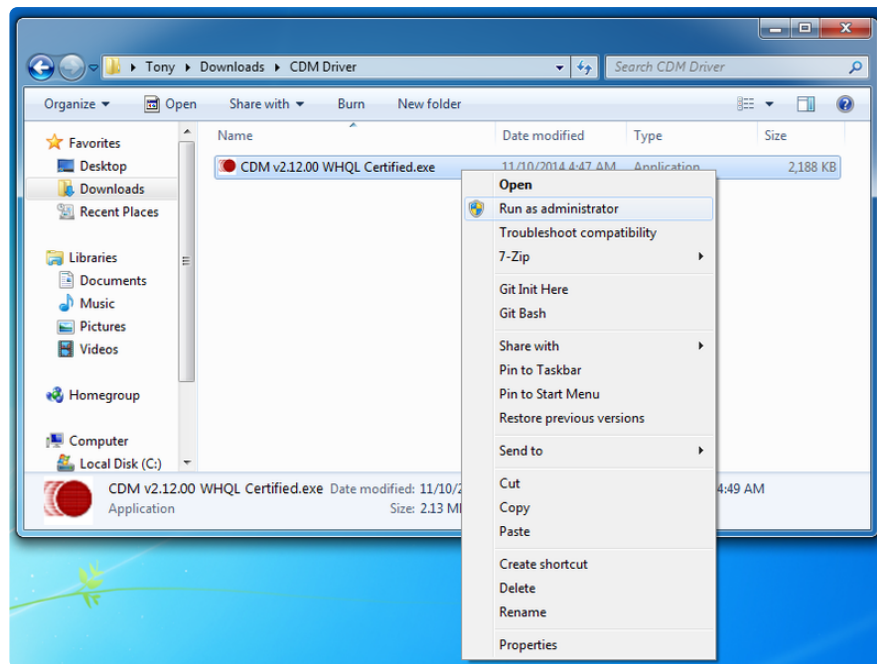 Tony Downloads CDM Driver Search CDM Driver
Organize Open Share with Burn New folder
Name Date modified Type Size
Favorites
Desktop
Downloads
Recent Places
Libraries
Documents
Music
Pictures
Videos
Homegroup
Computer
Local Disk (C:)
CDM v2.12.00 WHQL Certified.exe 11/10/2014 4:47 AM Application 2,188 KB
Open
Run as administrator
Troubleshoot compatibility
7-Zip
Git Init Here
Git Bash
Share with
Pin to Taskbar
Pin to Start Menu
Restore previous versions
Send to
Cut
Copy
Paste
Create shortcut
Delete
Rename
Properties
CDM v2.12.00 WHQL Certified.exe Date modified: 11/10/2 4:49 AM
Application Size: 2.13 M